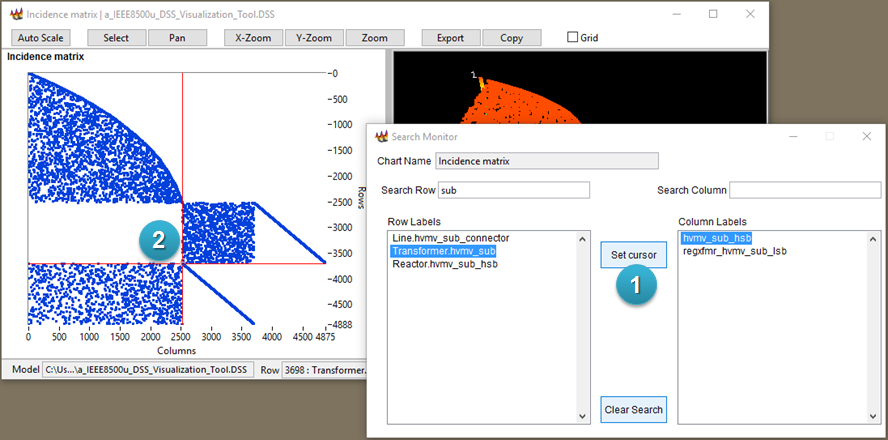 Incidence matrix | a_IEEE8500u_DSS_Visualization_Tool.DSS
Auto Scale Select Pan X-Zoom Y-Zoom Zoom Export Copy Grid
Incidence matrix
0
500
1000
1500
2000
2500
3000
3500
4000
4500
4888
Rows
0 500 1000 1500 2000 2500 3000 3500 4000 4500 4875
Columns
2
Model C:\Us...\a_IEEE8500u_DSS_Visualization_Tool.DSS Row 3698 : Transformer.
Search Monitor
Chart Name Incidence matrix
Search Row sub Search Column
Row Labels
Line.hvmv_sub_connector
Transformer.hvmv_sub
Reactor.hvmv_sub_hsb
Set cursor
1
Clear Search
Column Labels
hvmv_sub_hsb
regxfmr_hvmv_sub_lsb